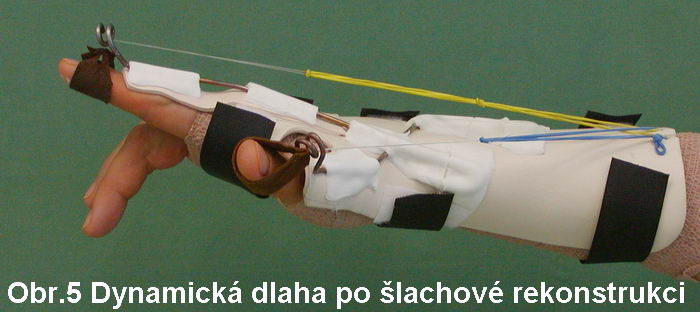 Obr.5 Dynamická dlaha po šlachové rekonstrukci